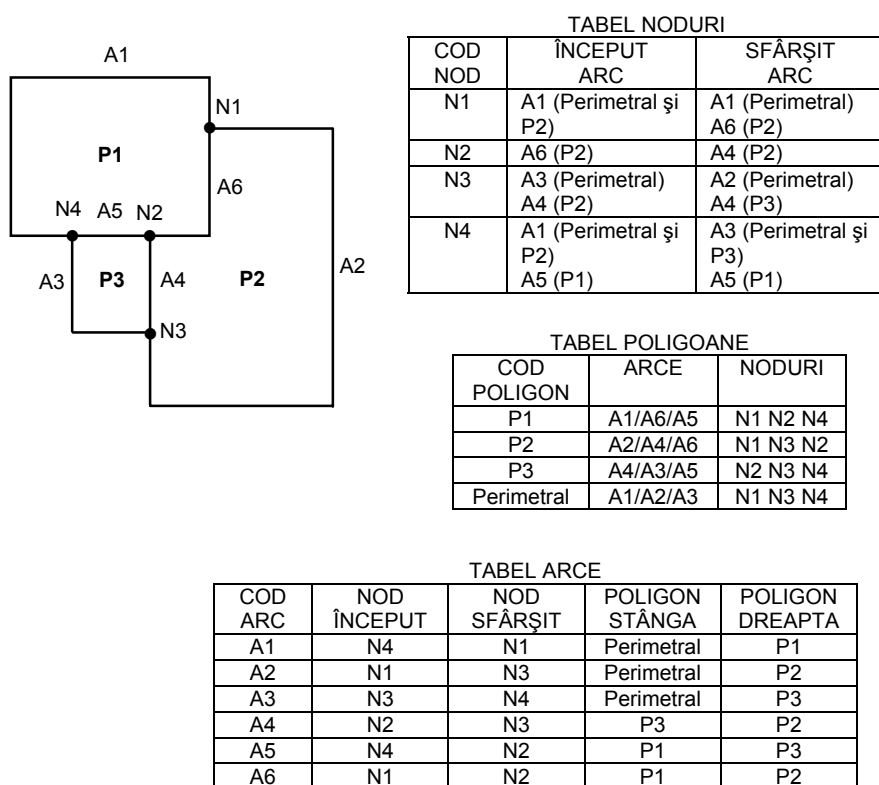 A1
N1
P1
A6
N4 A5 N2
A3 P3 A4 P2 A2
N3
TABEL NODURI
COD NOD ÎNCEPUT ARC SFÂRŞIT ARC
N1 A1 (Perimetral şi P2) A1 (Perimetral) A6 (P2)
N2 A6 (P2) A4 (P2)
N3 A3 (Perimetral) A4 (P2) A2 (Perimetral) A4 (P3)
N4 A1 (Perimetral şi P2) A5 (P1) A3 (Perimetral şi P3) A5 (P1)
TABEL POLIGOANE
COD POLIGON ARCE NODURI
P1 A1/A6/A5 N1 N2 N4
P2 A2/A4/A6 N1 N3 N2
P3 A4/A3/A5 N2 N3 N4
Perimetral A1/A2/A3 N1 N3 N4
TABEL ARCE
COD ARC NOD ÎNCEPUT NOD SFÂRŞIT POLIGON STÂNGA POLIGON DREAPTA
A1 N4 N1 Perimetral P1
A2 N1 N3 Perimetral P2
A3 N3 N4 Perimetral P3
A4 N2 N3 P3 P2
A5 N4 N2 P1 P3
A6 N1 N2 P1 P2